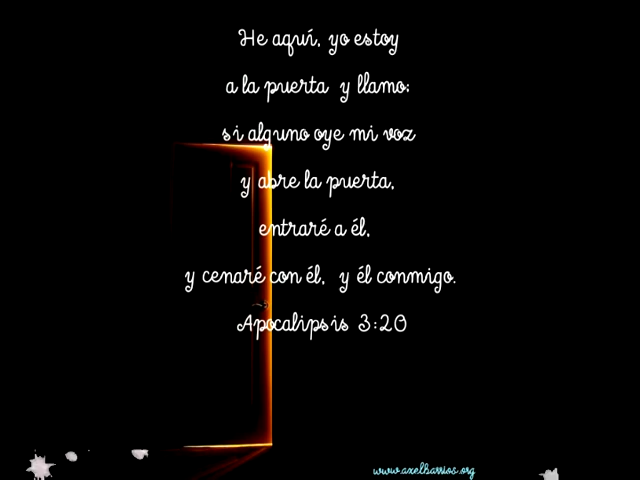 He aquí, yo estoy
a la puerta y llamo;
si alguno oye mi voz
y abre la puerta,
entraré a él,
y cenaré con él, y él conmigo.
Apocalipsis 3:20
www.axelbarrios.org